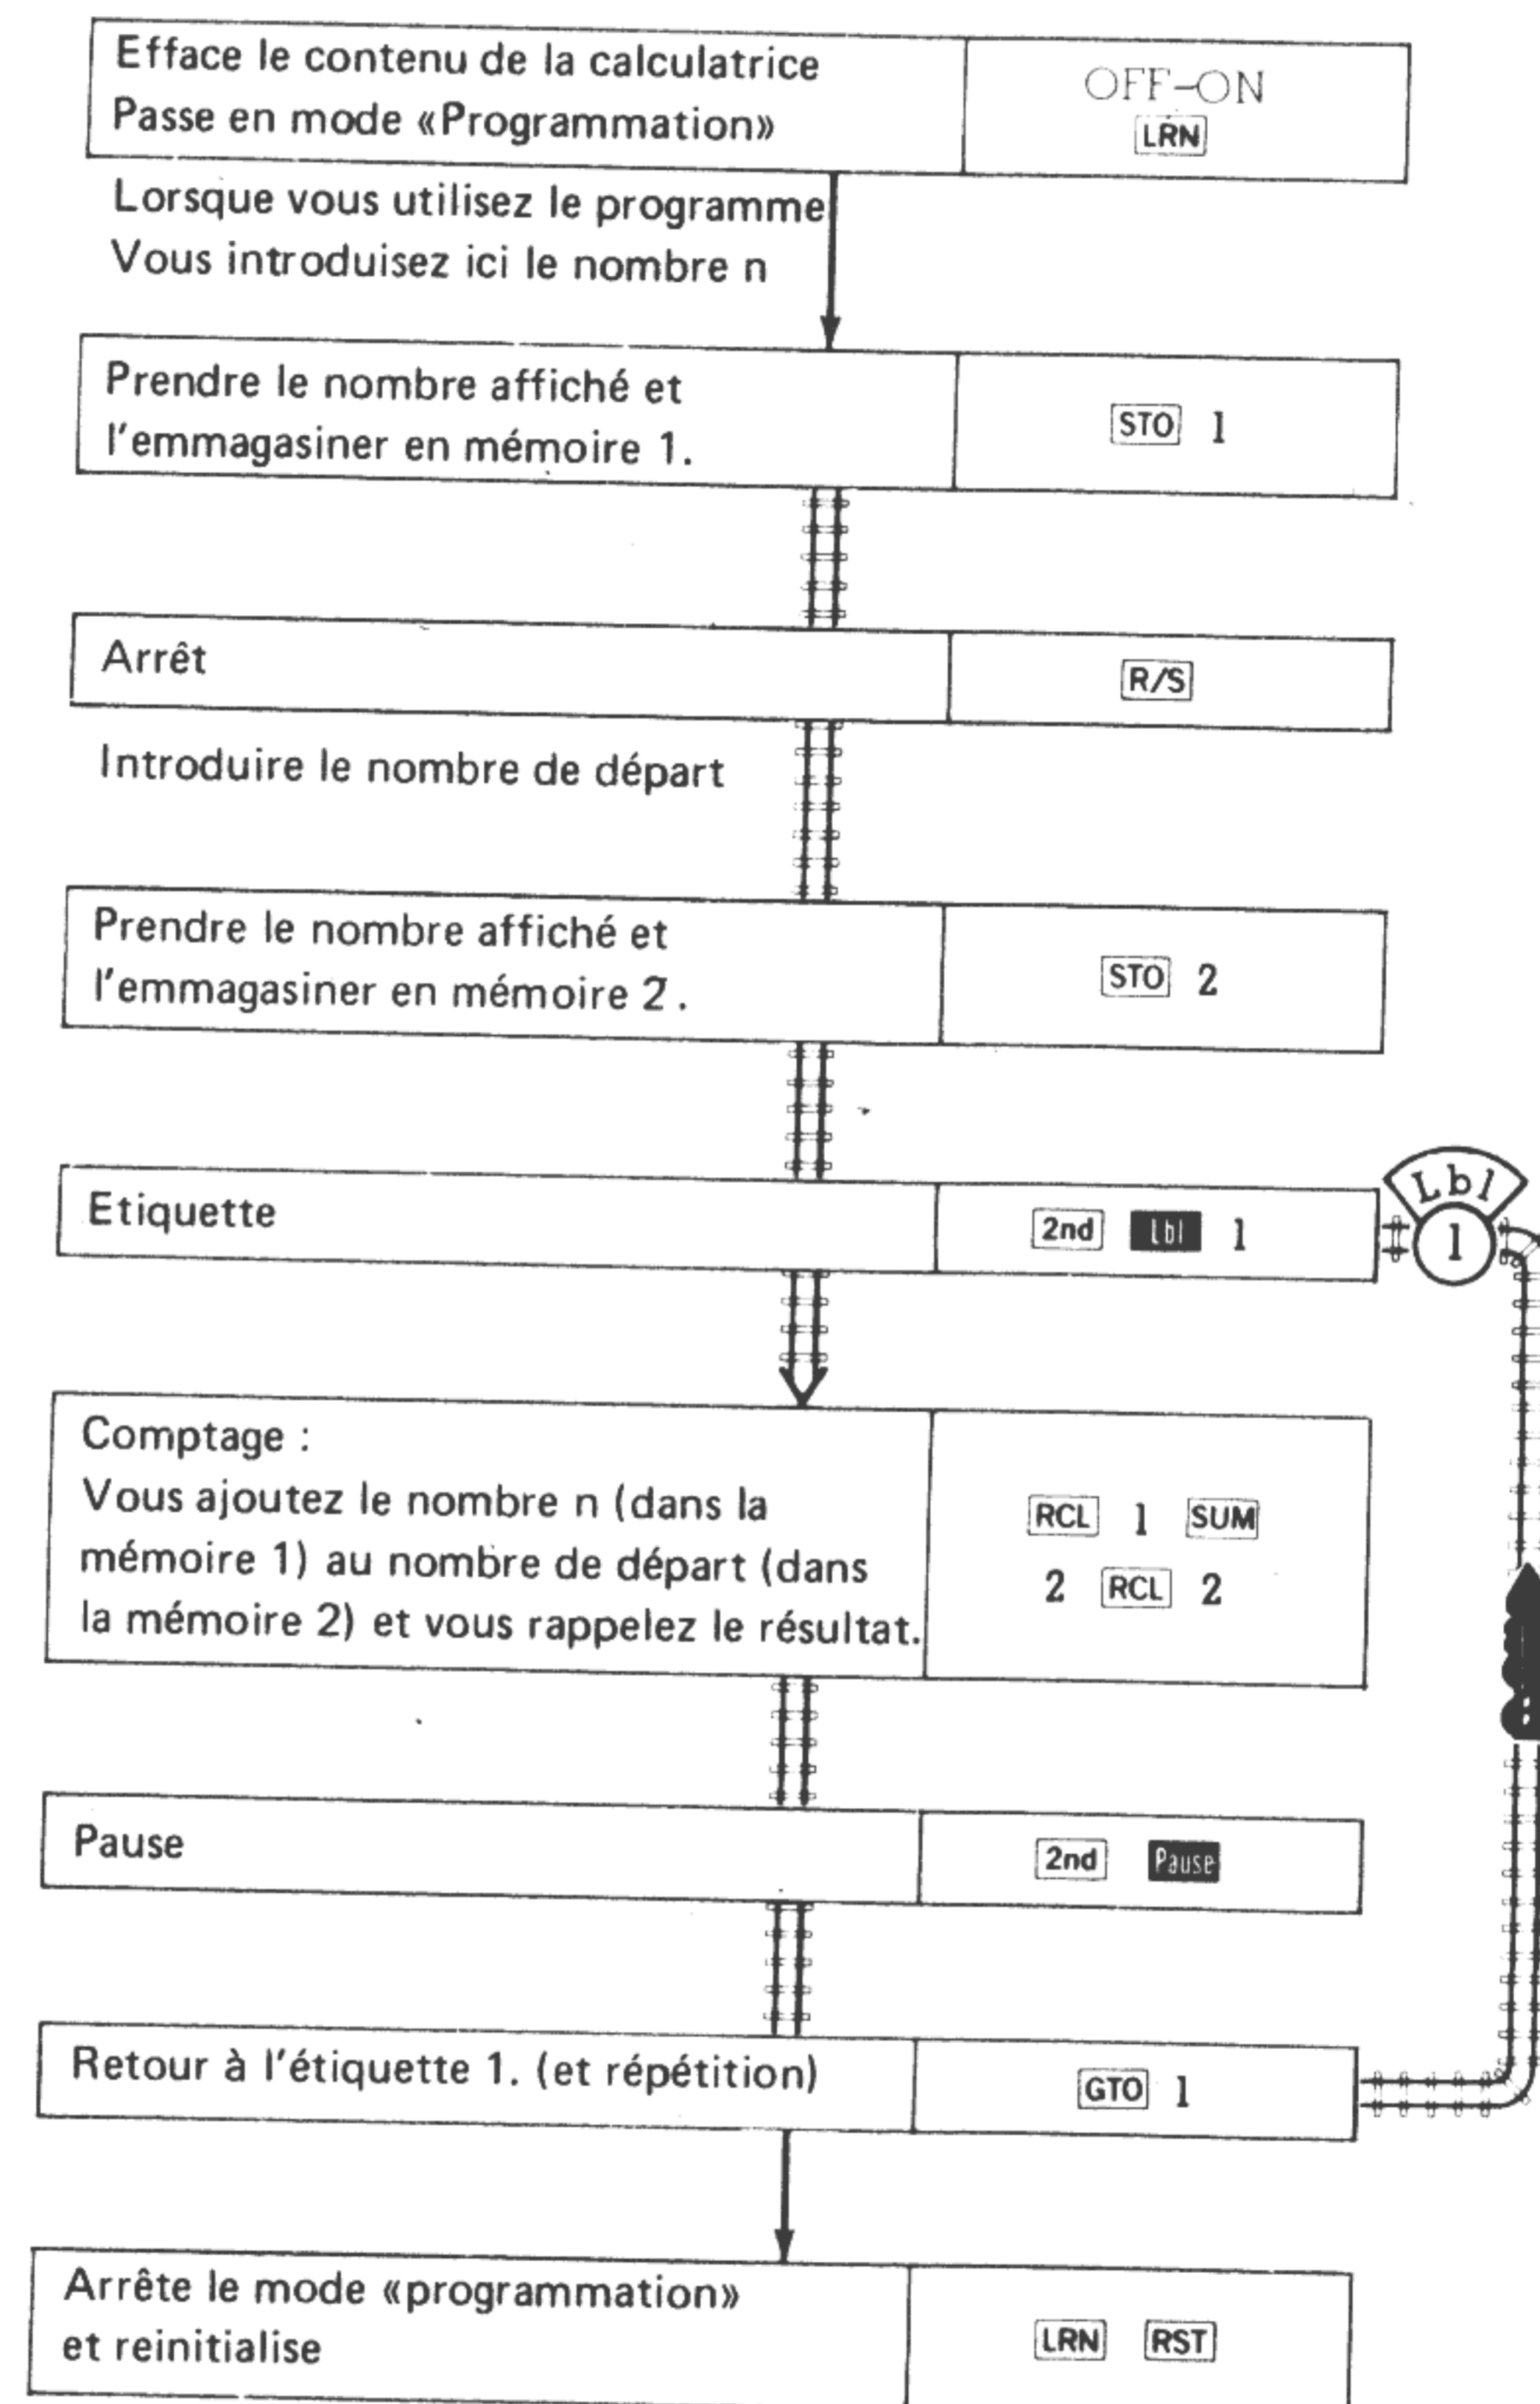 Efface le contenu de la calculatrice
Passe en mode «Programmation»
OFF-ON
LRN
Lorsque vous utilisez le programme
Vous introduisez ici le nombre n
Prendre le nombre affiché et
l'emmagasiner en mémoire 1.
STO 1
Arrêt
R/S
Introduire le nombre de départ
Prendre le nombre affiché et
l'emmagasiner en mémoire 2.
STO 2
Etiquette
2nd Lbl 1
Lbl
1
Comptage :
Vous ajoutez le nombre n (dans la
mémoire 1) au nombre de départ (dans
la mémoire 2) et vous rappelez le résultat.
RCL 1 SUM
2 RCL 2
Pause
2nd Pause
Retour à l'étiquette 1. (et répétition)
GTO 1
Arrête le mode «programmation»
et reinitialise
LRN RST